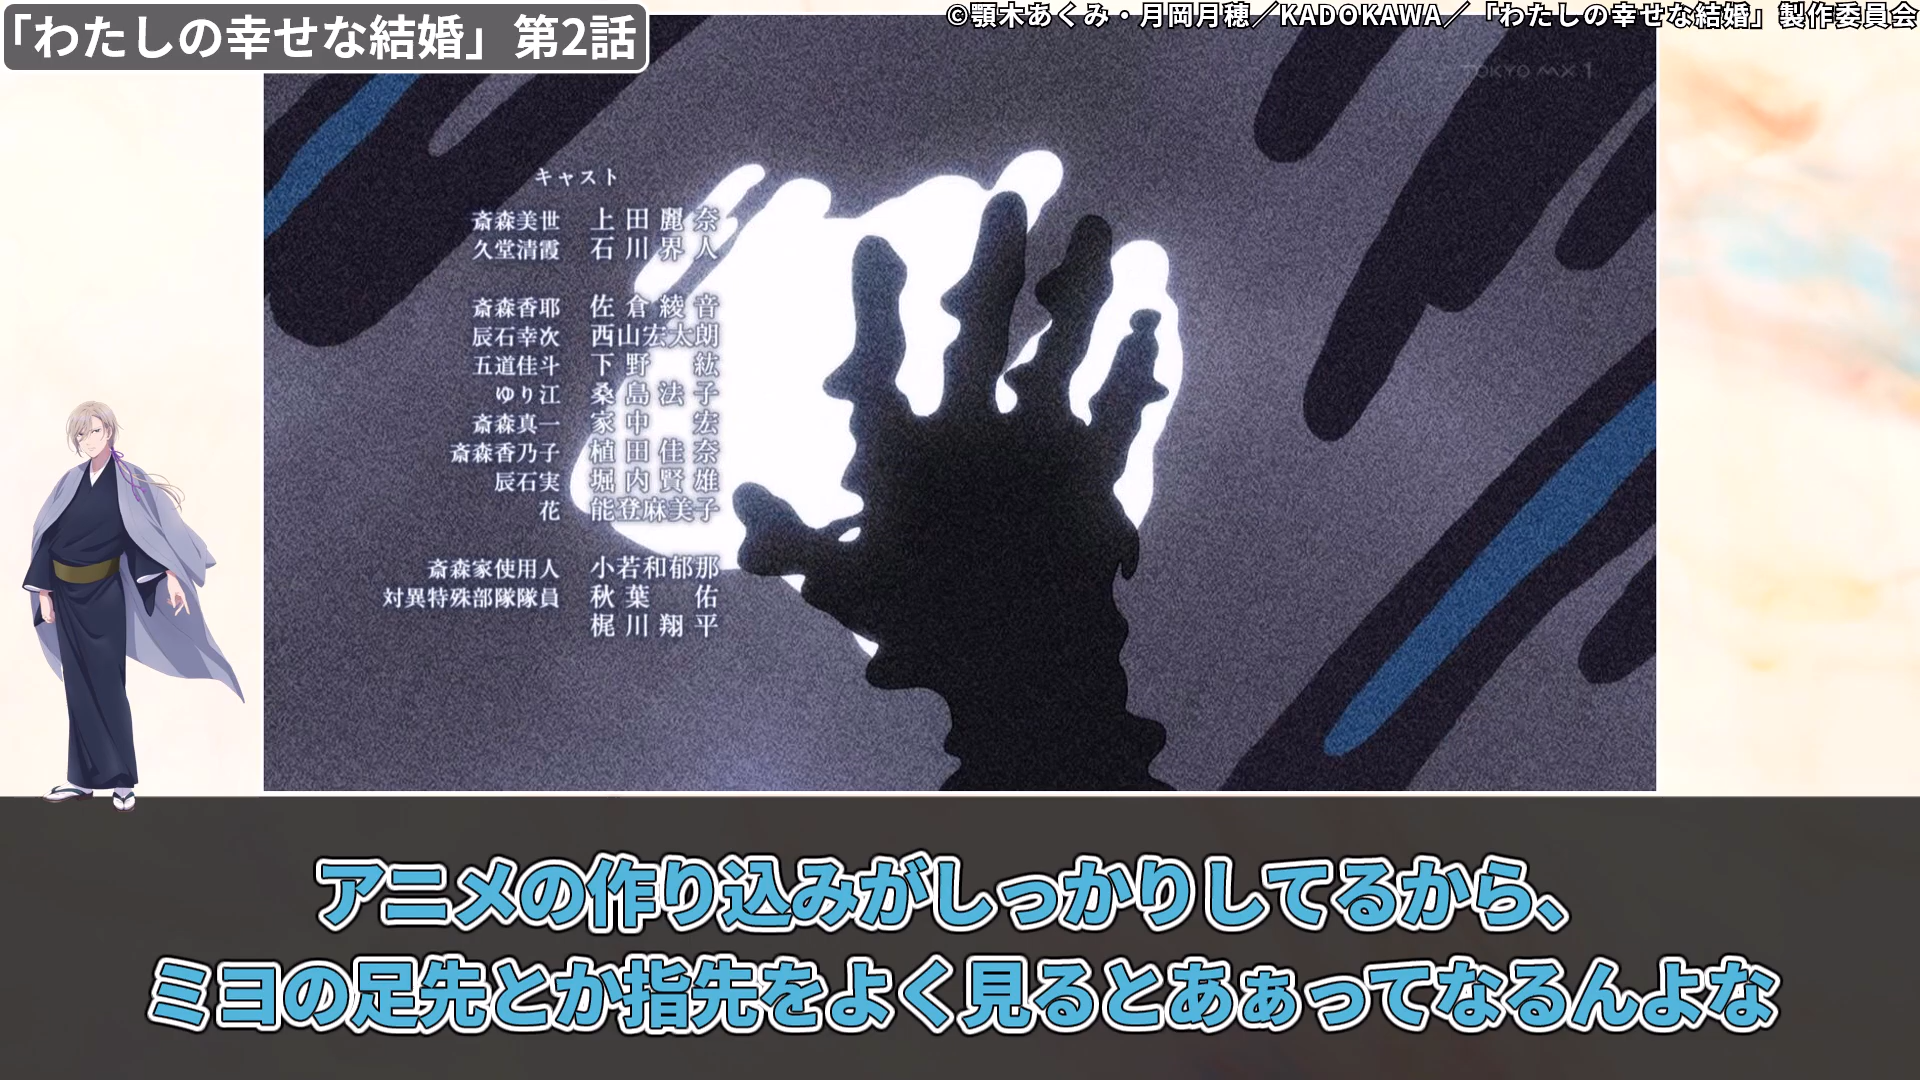 「わたしの幸せな結婚」 第2話
©顎木あくみ・月岡月穂／KADOKAWA／「わたしの幸せな結婚」製作委員会
TOKYO MX 1
キャスト
斎森美世 上田麗奈
久堂清霞 石川界人
斎森香耶 佐倉綾音
辰石幸次 西山宏太朗
五道佳斗 下野 紘
ゆり江 桑島法子
斎森真一 家中 宏
斎森香乃子 植田佳奈
辰石実 堀内賢雄
花 能登麻美子
斎森家使用人 小若和郁那
対異特殊部隊隊員 秋葉 佑
梶川翔平
アニメの作り込みがしっかりしてるから、
ミヨの足先とか指先をよく見るとあぁってなるんよな